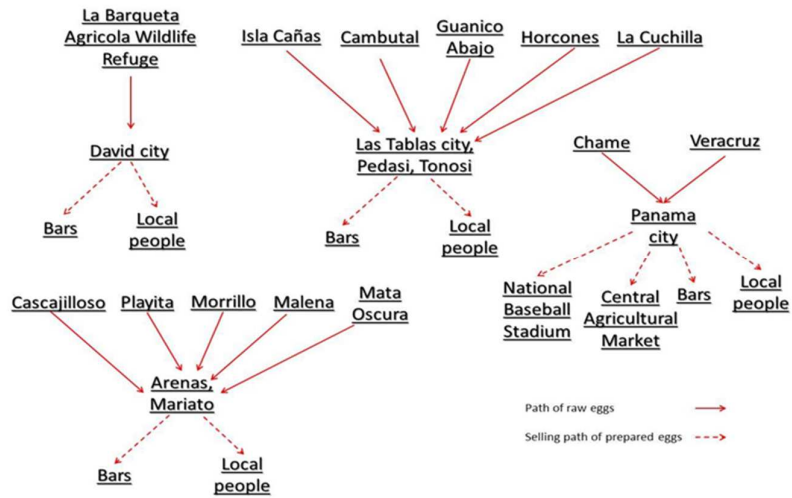 La Barqueta
Agricola Wildlife
Refuge
David city
Bars
Local
people
Isla Cañas
Cambutal
Guanico
Abajo
Horcones
La Cuchilla
Las Tablas city,
Pedasi, Tonosi
Bars
Local
people
Chame
Veracruz
Panama
city
National
Baseball
Stadium
Central
Agricultural
Market
Bars
Local
people
Cascajilloso
Playita
Morrillo
Malena
Mata
Oscura
Arenas,
Mariato
Bars
Local
people
Path of raw eggs
Selling path of prepared eggs